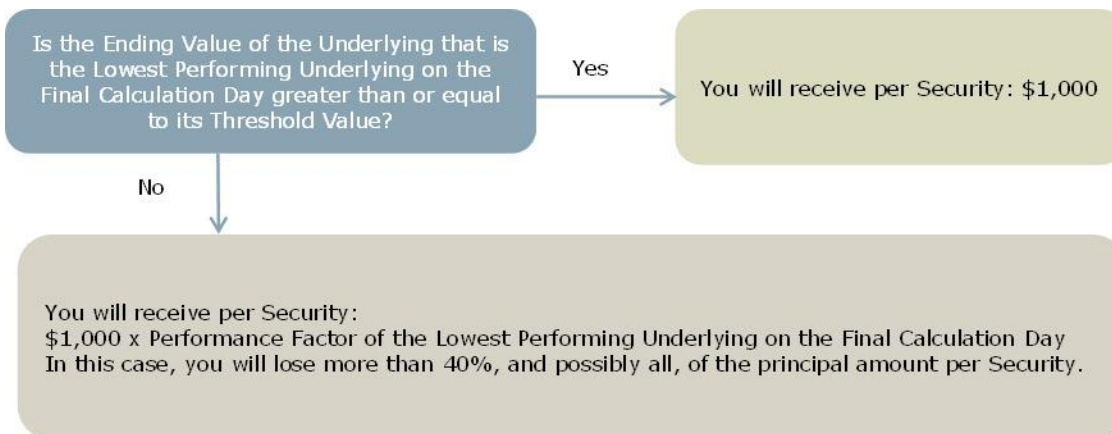 Is the Ending Value of the Underlying that is
the Lowest Performing Underlying on the
Final Calculation Day greater than or equal
to its Threshold Value?
Yes
You will receive per Security: $1,000
No
You will receive per Security:
$1,000 x Performance Factor of the Lowest Performing Underlying on the Final Calculation Day
In this case, you will lose more than 40%, and possibly all, of the principal amount per Security.